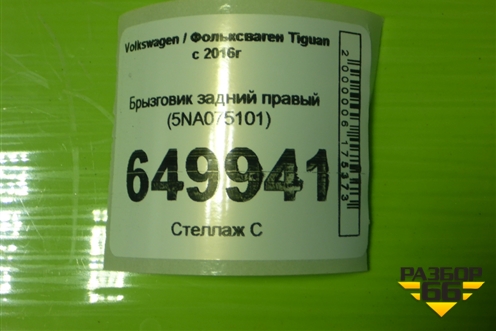 Volkswagen / Фольксваген Tiguan
с 2016г
Брызговик задний правый
(5NA075101)
649941
Стеллаж С
2000006175373
РАЗБОР
66